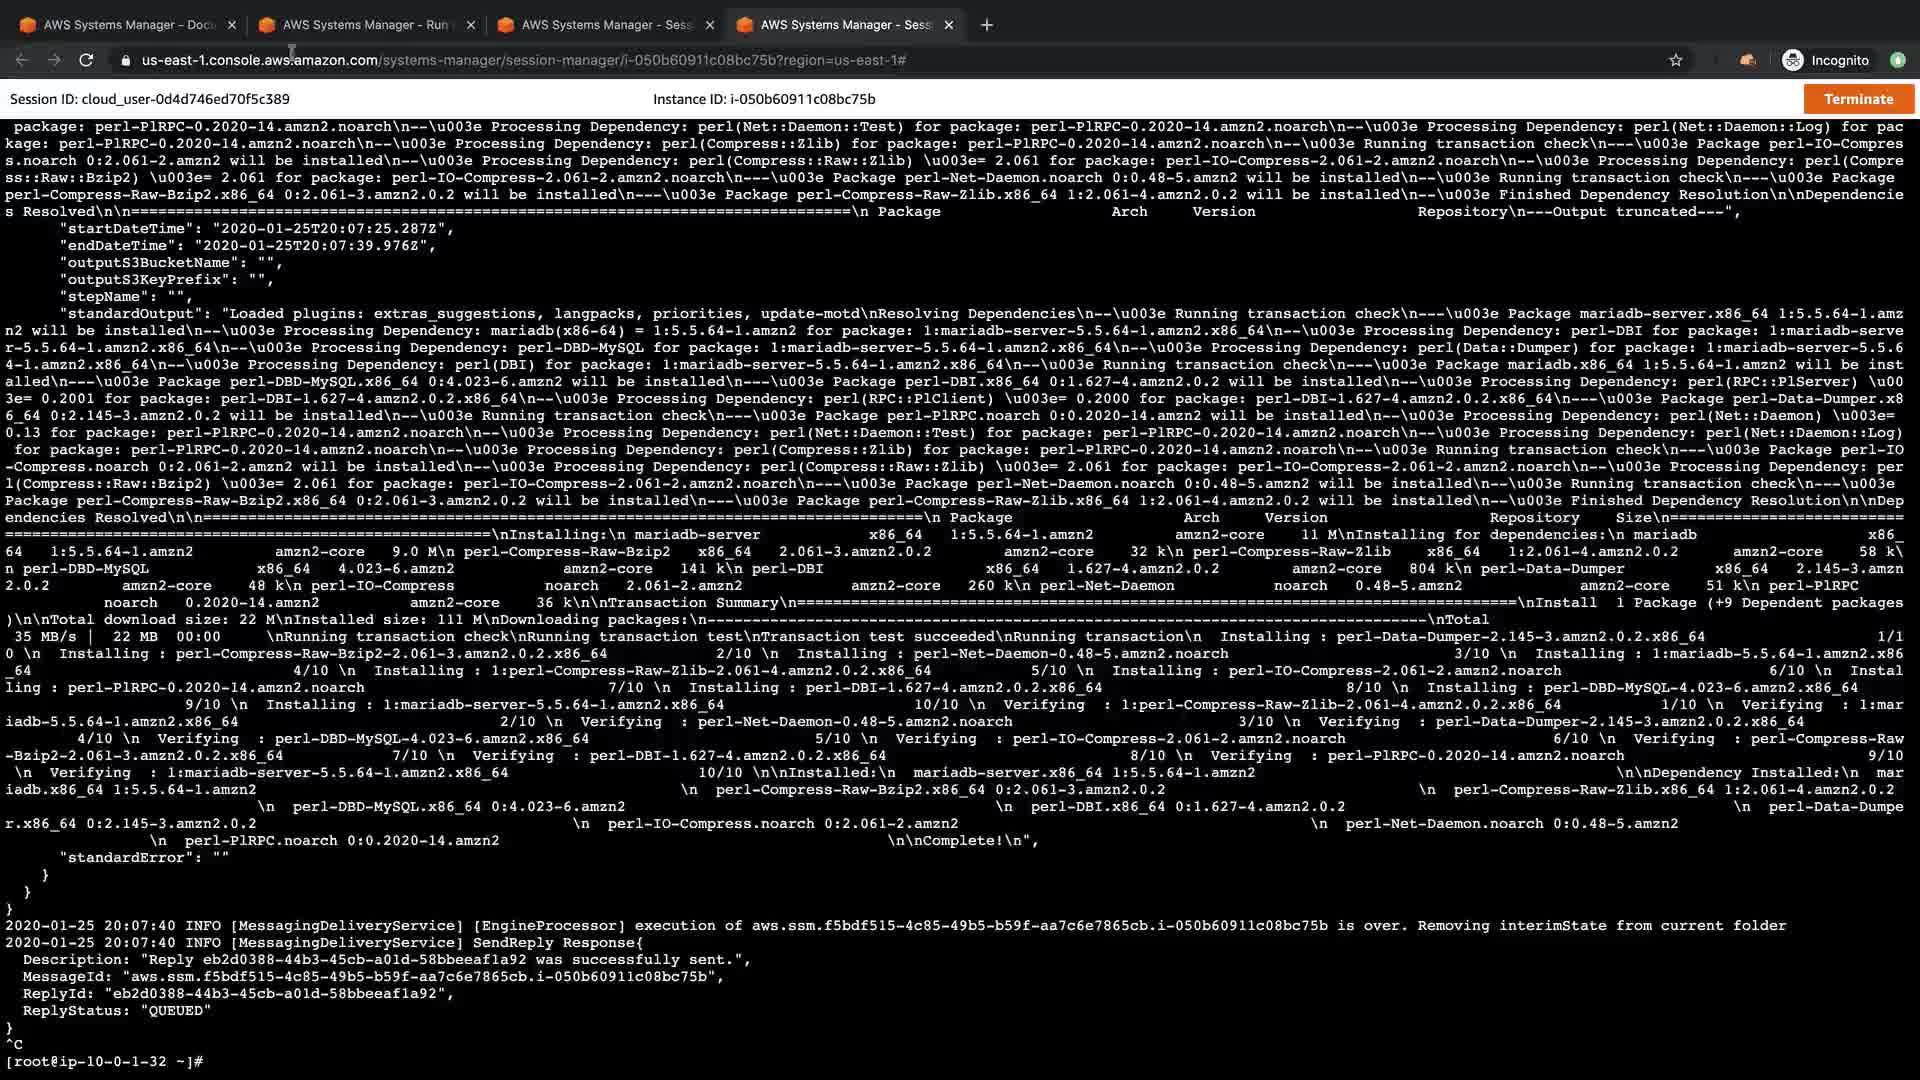 AWS Systems Manager - Docu
AWS Systems Manager - Run
AWS Systems Manager - Sess
AWS Systems Manager - Sess
us-east-1.console.aws.amazon.com/systems-manager/session-manager/i-050b60911c08bc75b?region=us-east-1#
Incognito
Session ID: cloud_user-0d4d746ed70f5c389
Instance ID: i-050b60911c08bc75b
Terminate
package: perl-PlRPC-0.2020-14.amzn2.noarch\n--\u003e Processing Dependency: perl(Net::Daemon::Test) for package: perl-PlRPC-0.2020-14.amzn2.noarch\n--\u003e Processing Dependency: perl(Net::Daemon::Log) for pac
kage: perl-PlRPC-0.2020-14.amzn2.noarch\n--\u003e Processing Dependency: perl(Compress::Zlib) for package: perl-PlRPC-0.2020-14.amzn2.noarch\n--\u003e Running transaction check\n---\u003e Package perl-IO-Compres
s.noarch 0:2.061-2.amzn2 will be installed\n--\u003e Processing Dependency: perl(Compress::Raw::Zlib) \u003e= 2.061 for package: perl-IO-Compress-2.061-2.amzn2.noarch\n--\u003e Processing Dependency: perl(Compre
ss::Raw::Bzip2) \u003e= 2.061 for package: perl-IO-Compress-2.061-2.amzn2.noarch\n---\u003e Package perl-Net-Daemon.noarch 0:0.48-5.amzn2 will be installed\n--\u003e Running transaction check\n---\u003e Package
perl-Compress-Raw-Bzip2.x86_64 0:2.061-3.amzn2.0.2 will be installed\n---\u003e Package perl-Compress-Raw-Zlib.x86_64 1:2.061-4.amzn2.0.2 will be installed\n--\u003e Finished Dependency Resolution\n\nDependencie
s Resolved\n\n================================================================================\n Package Arch Version Repository\n---Output truncated---",
"startDateTime": "2020-01-25T20:07:25.287Z",
"endDateTime": "2020-01-25T20:07:39.976Z",
"outputS3BucketName": "",
"outputS3KeyPrefix": "",
"stepName": "",
"standardOutput": "Loaded plugins: extras_suggestions, langpacks, priorities, update-motd\nResolving Dependencies\n--\u003e Running transaction check\n---\u003e Package mariadb-server.x86_64 1:5.5.64-1.amz
n2 will be installed\n--\u003e Processing Dependency: mariadb(x86-64) = 1:5.5.64-1.amzn2 for package: 1:mariadb-server-5.5.64-1.amzn2.x86_64\n--\u003e Processing Dependency: perl-DBI for package: 1:mariadb-serve
r-5.5.64-1.amzn2.x86_64\n--\u003e Processing Dependency: perl-DBD-MySQL for package: 1:mariadb-server-5.5.64-1.amzn2.x86_64\n--\u003e Processing Dependency: perl(Data::Dumper) for package: 1:mariadb-server-5.5.6
4-1.amzn2.x86_64\n--\u003e Processing Dependency: perl(DBI) for package: 1:mariadb-server-5.5.64-1.amzn2.x86_64\n--\u003e Running transaction check\n---\u003e Package mariadb.x86_64 1:5.5.64-1.amzn2 will be inst
alled\n---\u003e Package perl-DBD-MySQL.x86_64 0:4.023-6.amzn2 will be installed\n---\u003e Package perl-DBI.x86_64 0:1.627-4.amzn2.0.2 will be installed\n--\u003e Processing Dependency: perl(RPC::PlServer) \u00
3e= 0.2001 for package: perl-DBI-1.627-4.amzn2.0.2.x86_64\n--\u003e Processing Dependency: perl(RPC::PlClient) \u003e= 0.2000 for package: perl-DBI-1.627-4.amzn2.0.2.x86_64\n---\u003e Package perl-Data-Dumper.x8
6_64 0:2.145-3.amzn2.0.2 will be installed\n--\u003e Running transaction check\n---\u003e Package perl-PlRPC.noarch 0:0.2020-14.amzn2 will be installed\n--\u003e Processing Dependency: perl(Net::Daemon) \u003e=
0.13 for package: perl-PlRPC-0.2020-14.amzn2.noarch\n--\u003e Processing Dependency: perl(Net::Daemon::Test) for package: perl-PlRPC-0.2020-14.amzn2.noarch\n--\u003e Processing Dependency: perl(Net::Daemon::Log)
for package: perl-PlRPC-0.2020-14.amzn2.noarch\n--\u003e Processing Dependency: perl(Compress::Zlib) for package: perl-PlRPC-0.2020-14.amzn2.noarch\n--\u003e Running transaction check\n---\u003e Package perl-IO
-Compress.noarch 0:2.061-2.amzn2 will be installed\n--\u003e Processing Dependency: perl(Compress::Raw::Zlib) \u003e= 2.061 for package: perl-IO-Compress-2.061-2.amzn2.noarch\n--\u003e Processing Dependency: per
l(Compress::Raw::Bzip2) \u003e= 2.061 for package: perl-IO-Compress-2.061-2.amzn2.noarch\n---\u003e Package perl-Net-Daemon.noarch 0:0.48-5.amzn2 will be installed\n--\u003e Running transaction check\n---\u003e
Package perl-Compress-Raw-Bzip2.x86_64 0:2.061-3.amzn2.0.2 will be installed\n---\u003e Package perl-Compress-Raw-Zlib.x86_64 1:2.061-4.amzn2.0.2 will be installed\n--\u003e Finished Dependency Resolution\n\nDep
endencies Resolved\n\n================================================================================\n Package Arch Version Repository Size\n==========================
======================================================\nInstalling:\n mariadb-server x86_64 1:5.5.64-1.amzn2 amzn2-core 11 M\nInstalling for dependencies:\n mariadb x86_
64 1:5.5.64-1.amzn2 amzn2-core 9.0 M\n perl-Compress-Raw-Bzip2 x86_64 2.061-3.amzn2.0.2 amzn2-core 32 k\n perl-Compress-Raw-Zlib x86_64 1:2.061-4.amzn2.0.2 amzn2-core 58 k\
n perl-DBD-MySQL x86_64 4.023-6.amzn2 amzn2-core 141 k\n perl-DBI x86_64 1.627-4.amzn2.0.2 amzn2-core 804 k\n perl-Data-Dumper x86_64 2.145-3.amzn
2.0.2 amzn2-core 48 k\n perl-IO-Compress noarch 2.061-2.amzn2 amzn2-core 260 k\n perl-Net-Daemon noarch 0.48-5.amzn2 amzn2-core 51 k\n perl-PlRPC
noarch 0.2020-14.amzn2 amzn2-core 36 k\n\nTransaction Summary\n================================================================================\nInstall 1 Package (+9 Dependent packages
)\n\nTotal download size: 22 M\nInstalled size: 111 M\nDownloading packages:\n--------------------------------------------------------------------------------\nTotal
35 MB/s | 22 MB 00:00 \nRunning transaction check\nRunning transaction test\nTransaction test succeeded\nRunning transaction\n Installing : perl-Data-Dumper-2.145-3.amzn2.0.2.x86_64 1/1
0 \n Installing : perl-Compress-Raw-Bzip2-2.061-3.amzn2.0.2.x86_64 2/10 \n Installing : perl-Net-Daemon-0.48-5.amzn2.noarch 3/10 \n Installing : 1:mariadb-5.5.64-1.amzn2.x86
_64 4/10 \n Installing : 1:perl-Compress-Raw-Zlib-2.061-4.amzn2.0.2.x86_64 5/10 \n Installing : perl-IO-Compress-2.061-2.amzn2.noarch 6/10 \n Instal
ling : perl-PlRPC-0.2020-14.amzn2.noarch 7/10 \n Installing : perl-DBI-1.627-4.amzn2.0.2.x86_64 8/10 \n Installing : perl-DBD-MySQL-4.023-6.amzn2.x86_64
9/10 \n Installing : 1:mariadb-server-5.5.64-1.amzn2.x86_64 10/10 \n Verifying : 1:perl-Compress-Raw-Zlib-2.061-4.amzn2.0.2.x86_64 1/10 \n Verifying : 1:mar
iadb-5.5.64-1.amzn2.x86_64 2/10 \n Verifying : perl-Net-Daemon-0.48-5.amzn2.noarch 3/10 \n Verifying : perl-Data-Dumper-2.145-3.amzn2.0.2.x86_64
4/10 \n Verifying : perl-DBD-MySQL-4.023-6.amzn2.x86_64 5/10 \n Verifying : perl-IO-Compress-2.061-2.amzn2.noarch 6/10 \n Verifying : perl-Compress-Raw
-Bzip2-2.061-3.amzn2.0.2.x86_64 7/10 \n Verifying : perl-DBI-1.627-4.amzn2.0.2.x86_64 8/10 \n Verifying : perl-PlRPC-0.2020-14.amzn2.noarch 9/10
\n Verifying : 1:mariadb-server-5.5.64-1.amzn2.x86_64 10/10 \n\nInstalled:\n mariadb-server.x86_64 1:5.5.64-1.amzn2 \n\nDependency Installed:\n mar
iadb.x86_64 1:5.5.64-1.amzn2 \n perl-Compress-Raw-Bzip2.x86_64 0:2.061-3.amzn2.0.2 \n perl-Compress-Raw-Zlib.x86_64 1:2.061-4.amzn2.0.2
\n perl-DBD-MySQL.x86_64 0:4.023-6.amzn2 \n perl-DBI.x86_64 0:1.627-4.amzn2.0.2 \n perl-Data-Dumpe
r.x86_64 0:2.145-3.amzn2.0.2 \n perl-IO-Compress.noarch 0:2.061-2.amzn2 \n perl-Net-Daemon.noarch 0:0.48-5.amzn2
\n perl-PlRPC.noarch 0:0.2020-14.amzn2 \n\nComplete!\n",
"standardError": ""
}
}
}
2020-01-25 20:07:40 INFO [MessagingDeliveryService] [EngineProcessor] execution of aws.ssm.f5bdf515-4c85-49b5-b59f-aa7c6e7865cb.i-050b60911c08bc75b is over. Removing interimState from current folder
2020-01-25 20:07:40 INFO [MessagingDeliveryService] SendReply Response{
Description: "Reply eb2d0388-44b3-45cb-a01d-58bbeeaf1a92 was successfully sent.",
MessageId: "aws.ssm.f5bdf515-4c85-49b5-b59f-aa7c6e7865cb.i-050b60911c08bc75b",
ReplyId: "eb2d0388-44b3-45cb-a01d-58bbeeaf1a92",
ReplyStatus: "QUEUED"
}
^C
[root@ip-10-0-1-32 ~]#